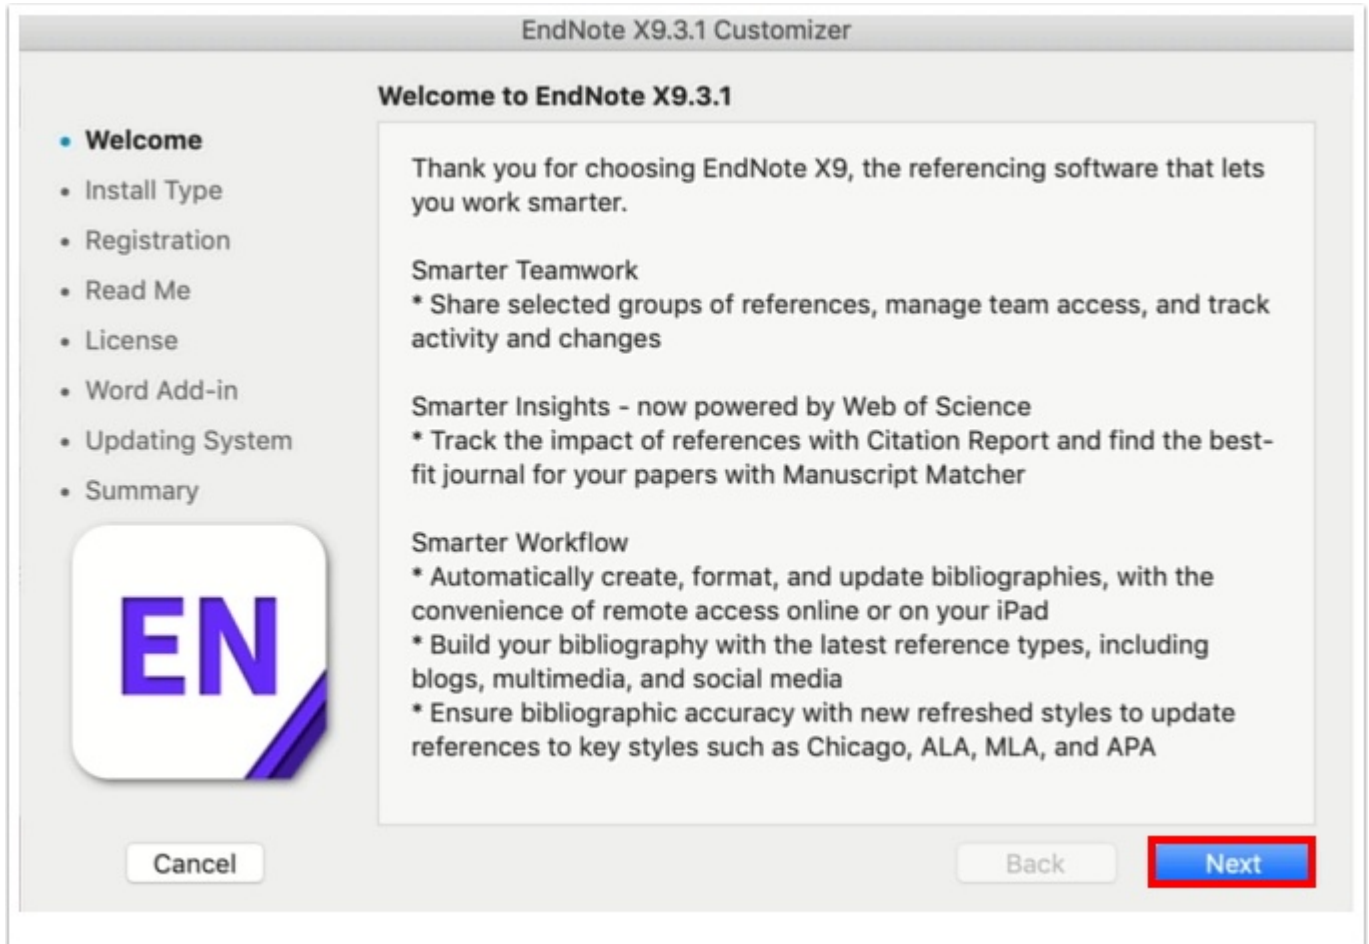 EndNote X9.3.1 Customizer
Welcome to EndNote X9.3.1
• Welcome
• Install Type
• Registration
• Read Me
• License
• Word Add-in
• Updating System
• Summary
EN
Thank you for choosing EndNote X9, the referencing software that lets
you work smarter.
Smarter Teamwork
* Share selected groups of references, manage team access, and track
activity and changes
Smarter Insights - now powered by Web of Science
* Track the impact of references with Citation Report and find the best-
fit journal for your papers with Manuscript Matcher
Smarter Workflow
* Automatically create, format, and update bibliographies, with the
convenience of remote access online or on your iPad
* Build your bibliography with the latest reference types, including
blogs, multimedia, and social media
* Ensure bibliographic accuracy with new refreshed styles to update
references to key styles such as Chicago, ALA, MLA, and APA
Cancel
Back
Next